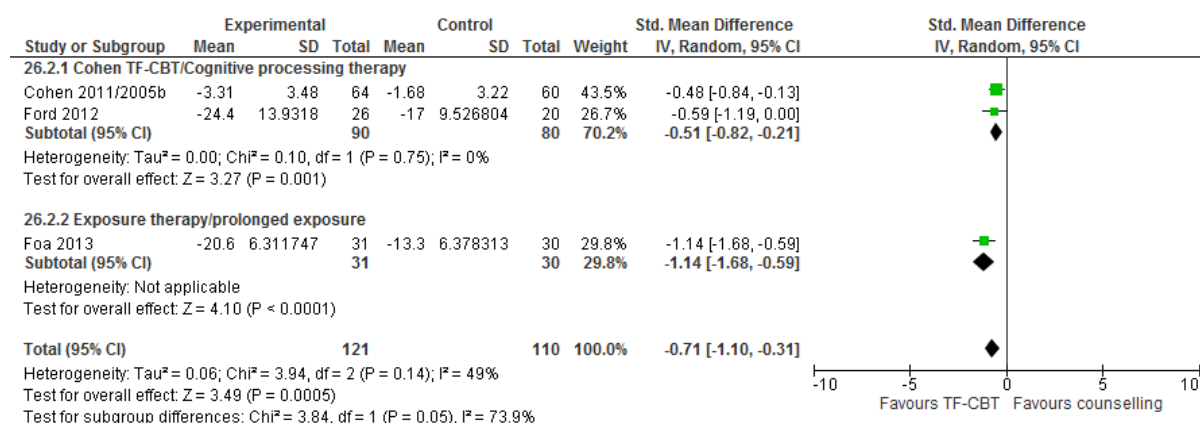 Experimental Control Std. Mean Difference Std. Mean Difference
Study or Subgroup Mean SD Total Mean SD Total Weight IV, Random, 95% CI IV, Random, 95% CI
26.2.1 Cohen TF-CBT/Cognitive processing therapy
Cohen 2011/2005b -3.31 3.48 64 -1.68 3.22 60 43.5% -0.48 [-0.84, -0.13]
Ford 2012 -24.4 13.9318 26 -17 9.526804 20 26.7% -0.59 [-1.19, 0.00]
Subtotal (95% CI) 90 80 70.2% -0.51 [-0.82, -0.21]
Heterogeneity: Tau² = 0.00; Chi² = 0.10, df = 1 (P = 0.75); I² = 0%
Test for overall effect: Z = 3.27 (P = 0.001)
26.2.2 Exposure therapy/prolonged exposure
Foa 2013 -20.6 6.311747 31 -13.3 6.378313 30 29.8% -1.14 [-1.68, -0.59]
Subtotal (95% CI) 31 30 29.8% -1.14 [-1.68, -0.59]
Heterogeneity: Not applicable
Test for overall effect: Z = 4.10 (P < 0.0001)
Total (95% CI) 121 110 100.0% -0.71 [-1.10, -0.31]
Heterogeneity: Tau² = 0.06; Chi² = 3.94, df = 2 (P = 0.14); I² = 49%
Test for overall effect: Z = 3.49 (P = 0.0005)
Test for subgroup differences: Chi² = 3.84, df = 1 (P = 0.05), I² = 73.9%
-10 -5 0 5 10
Favours TF-CBT Favours counselling